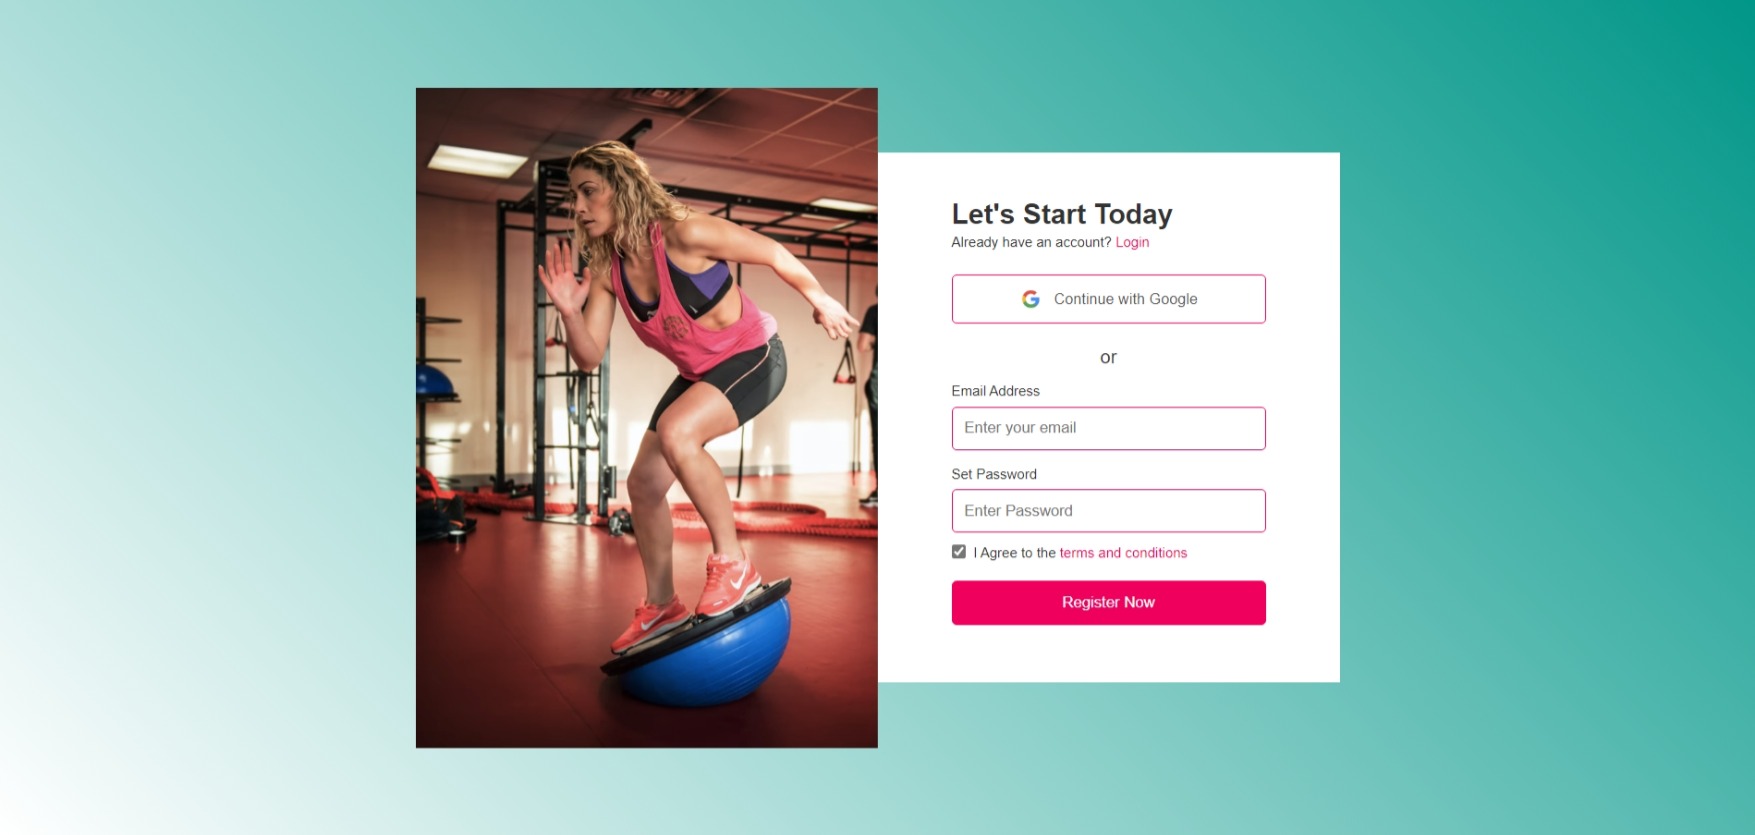 Let's Start Today
Already have an account? Login
Continue with Google
or
Email Address
Enter your email
Set Password
Enter Password
I Agree to the terms and conditions
Register Now